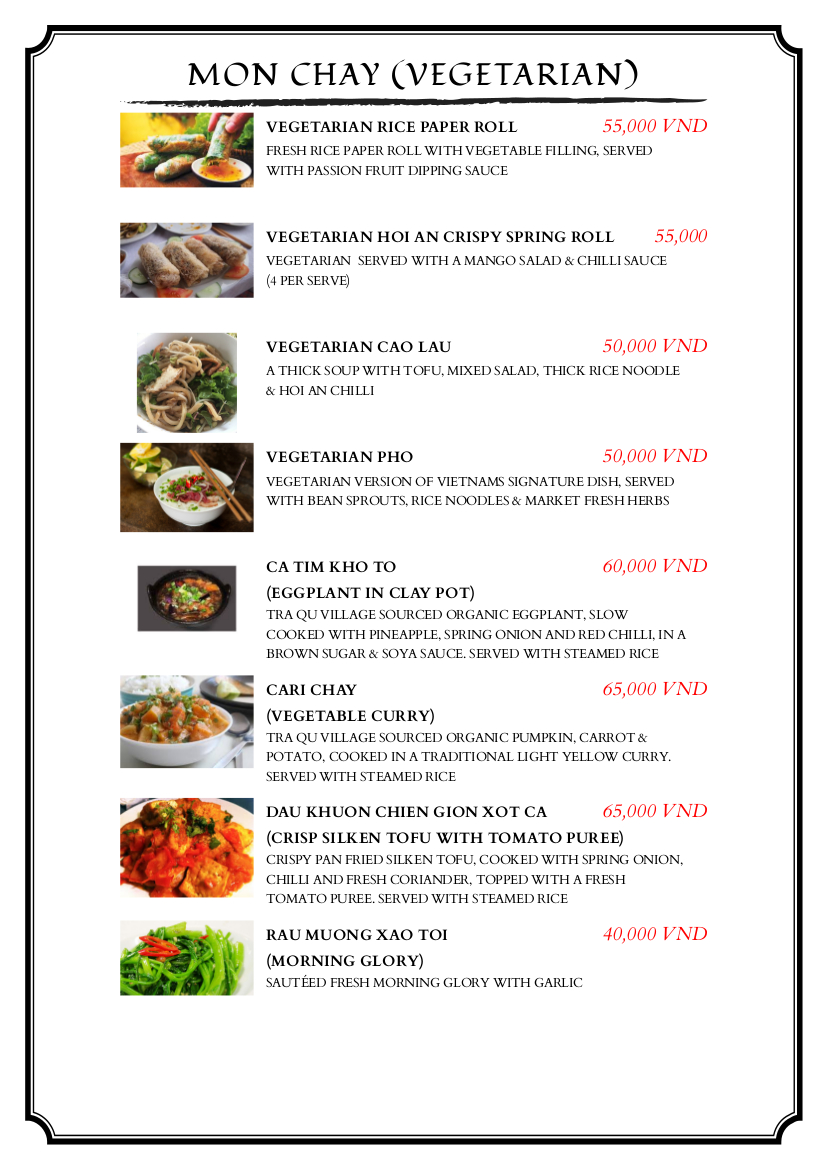 MON CHAY (VEGETARIAN)
VEGETARIAN RICE PAPER ROLL 55,000 VND
FRESH RICE PAPER ROLL WITH VEGETABLE FILLING, SERVED
WITH PASSION FRUIT DIPPING SAUCE
VEGETARIAN HOI AN CRISPY SPRING ROLL 55,000
VEGETARIAN SERVED WITH A MANGO SALAD & CHILLI SAUCE
(4 PER SERVE)
VEGETARIAN CAO LAU 50,000 VND
A THICK SOUP WITH TOFU, MIXED SALAD, THICK RICE NOODLE
& HOI AN CHILLI
VEGETARIAN PHO 50,000 VND
VEGETARIAN VERSION OF VIETNAMS SIGNATURE DISH, SERVED
WITH BEAN SPROUTS, RICE NOODLES & MARKET FRESH HERBS
CA TIM KHO TO 60,000 VND
(EGGPLANT IN CLAY POT)
TRA QU VILLAGE SOURCED ORGANIC EGGPLANT, SLOW
COOKED WITH PINEAPPLE, SPRING ONION AND RED CHILLI, IN A
BROWN SUGAR & SOYA SAUCE. SERVED WITH STEAMED RICE
CARI CHAY 65,000 VND
(VEGETABLE CURRY)
TRA QU VILLAGE SOURCED ORGANIC PUMPKIN, CARROT &
POTATO, COOKED IN A TRADITIONAL LIGHT YELLOW CURRY.
SERVED WITH STEAMED RICE
DAU KHUON CHIEN GION XOT CA 65,000 VND
(CRISP SILKEN TOFU WITH TOMATO PUREE)
CRISPY PAN FRIED SILKEN TOFU, COOKED WITH SPRING ONION,
CHILLI AND FRESH CORIANDER, TOPPED WITH A FRESH
TOMATO PUREE. SERVED WITH STEAMED RICE
RAU MUONG XAO TOI 40,000 VND
(MORNING GLORY)
SAUTÉED FRESH MORNING GLORY WITH GARLIC